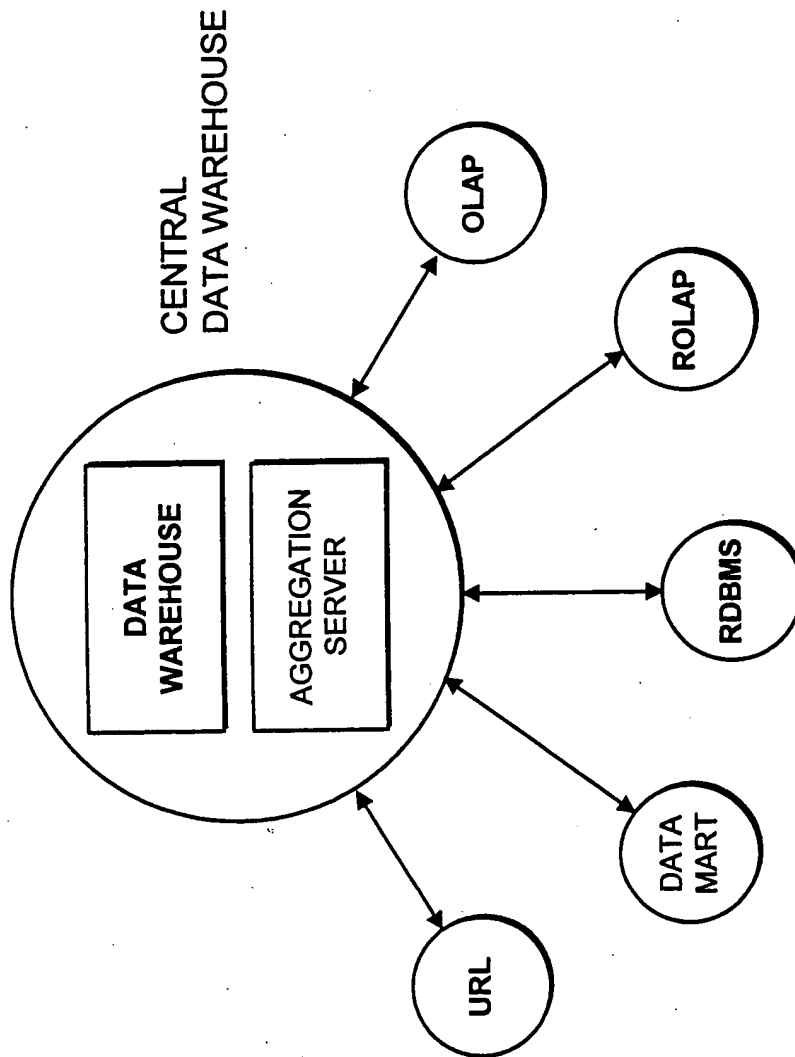 CENTRAL
DATA WAREHOUSE
DATA
WAREHOUSE
AGGREGATION
SERVER
URL
DATA
MART
RDBMS
ROLAP
OLAP